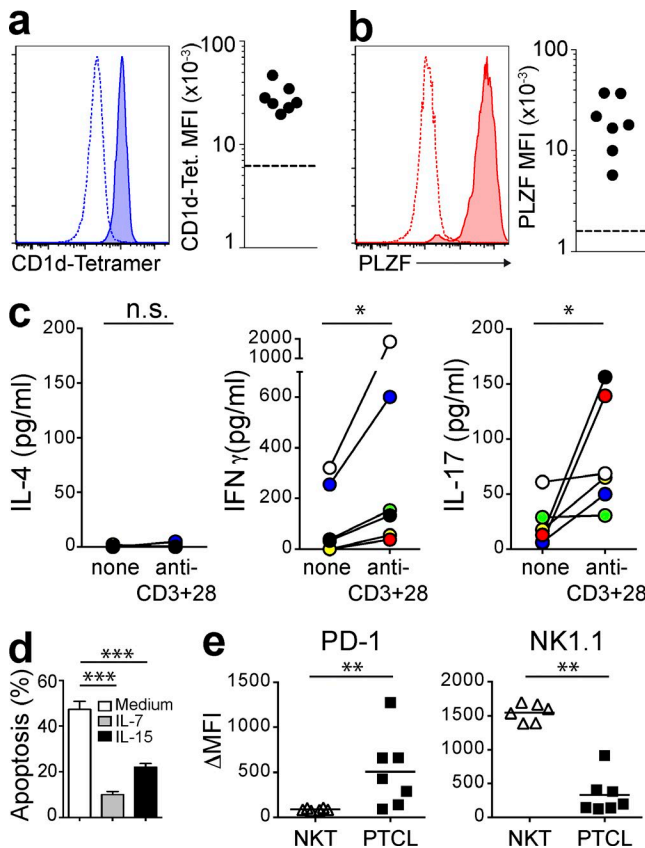 a
CD1d-Tetramer
CD1d-Tet. MFI (x10⁻³)
100
10
1
b
PLZF
PLZF MFI (x10⁻³)
100
10
1
c
n.s.
IL-4 (pg/ml)
200
150
100
50
0
none
anti-
CD3+28
*
IFNγ(pg/ml)
2000
1000
600
400
200
0
none
anti-
CD3+28
*
IL-17 (pg/ml)
200
150
100
50
0
none
anti-
CD3+28
d
***
***
Apoptosis (%)
60
40
20
0
Medium
IL-7
IL-15
e
PD-1
**
ΔMFI
1500
1000
500
0
NKT
PTCL
NK1.1
**
2000
1500
1000
500
0
NKT
PTCL